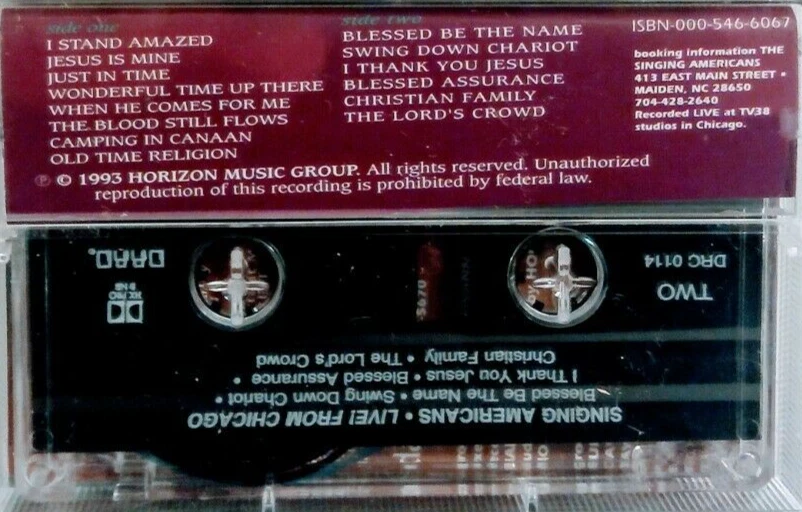 side one
I STAND AMAZED
JESUS IS MINE
JUST IN TIME
WONDERFUL TIME UP THERE
WHEN HE COMES FOR ME
THE BLOOD STILL FLOWS
CAMPING IN CANAAN
OLD TIME RELIGION
side two
BLESSED BE THE NAME
SWING DOWN CHARIOT
I THANK YOU JESUS
BLESSED ASSURANCE
CHRISTIAN FAMILY
THE LORD'S CROWD
ISBN-000-546-6067
booking information THE
SINGING AMERICANS
413 EAST MAIN STREET •
MAIDEN, NC 28650
704-428-2640
Recorded LIVE at TV38
studios in Chicago.
℗ © 1993 HORIZON MUSIC GROUP. All rights reserved. Unauthorized
reproduction of this recording is prohibited by federal law.
SINGING AMERICANS • LIVE! FROM CHICAGO
Blessed Be The Name • Swing Down Chariot •
I Thank You Jesus • Blessed Assurance •
Christian Family • The Lord's Crowd
TWO
DRC 0114
HX PRO
B NR
DAAD.